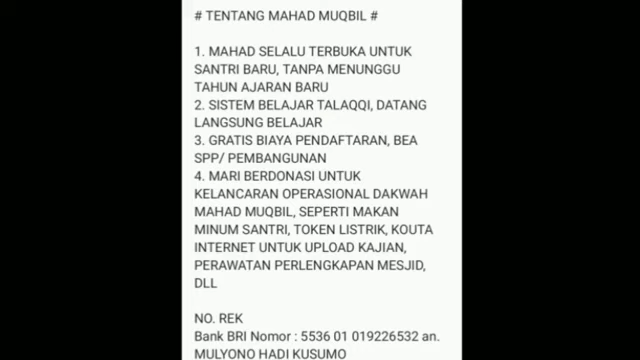 # TENTANG MAHAD MUQBIL #
1. MAHAD SELALU TERBUKA UNTUK
SANTRI BARU, TANPA MENUNGGU
TAHUN AJARAN BARU
2. SISTEM BELAJAR TALAQQI, DATANG
LANGSUNG BELAJAR
3. GRATIS BIAYA PENDAFTARAN, BEA
SPP/ PEMBANGUNAN
4. MARI BERDONASI UNTUK
KELANCARAN OPERASIONAL DAKWAH
MAHAD MUQBIL, SEPERTI MAKAN
MINUM SANTRI, TOKEN LISTRIK, KOUTA
INTERNET UNTUK UPLOAD KAJIAN,
PERAWATAN PERLENGKAPAN MESJID,
DLL
NO. REK
Bank BRI Nomor : 5536 01 019226532 an.
MULYONO HADI KUSUMO